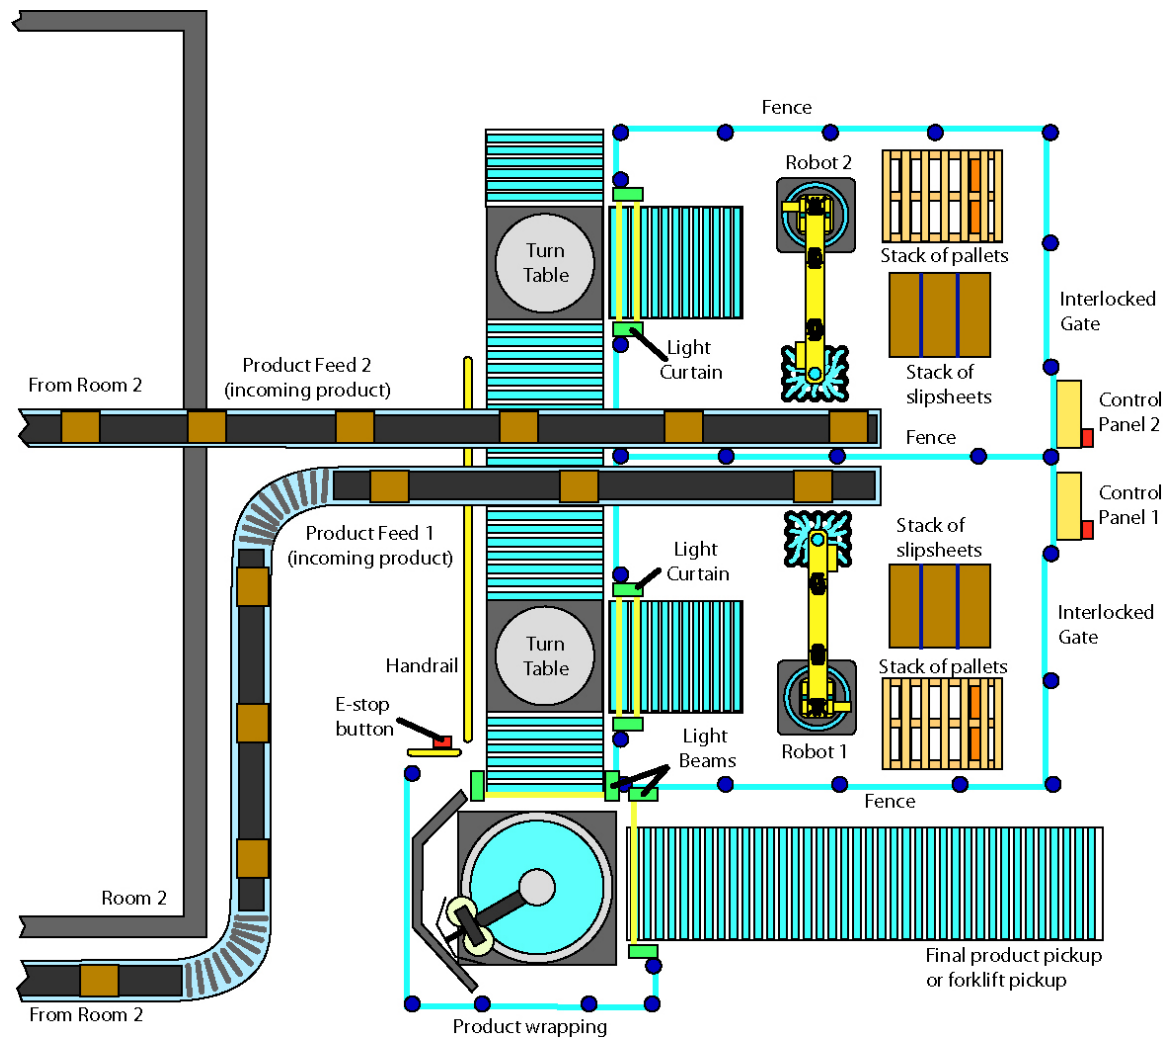 Fence
Robot 2
Stack of pallets
Turn
Table
Interlocked
Gate
Light
Curtain
Product Feed 2
(incoming product)
From Room 2
Stack of
slipsheets
Control
Panel 2
Fence
Control
Panel 1
Product Feed 1
(incoming product)
Stack of
slipsheets
Light
Curtain
Interlocked
Gate
Turn
Table
Handrail
Stack of pallets
E-stop
button
Light
Beams
Robot 1
Fence
Room 2
Final product pickup
or forklift pickup
From Room 2
Product wrapping